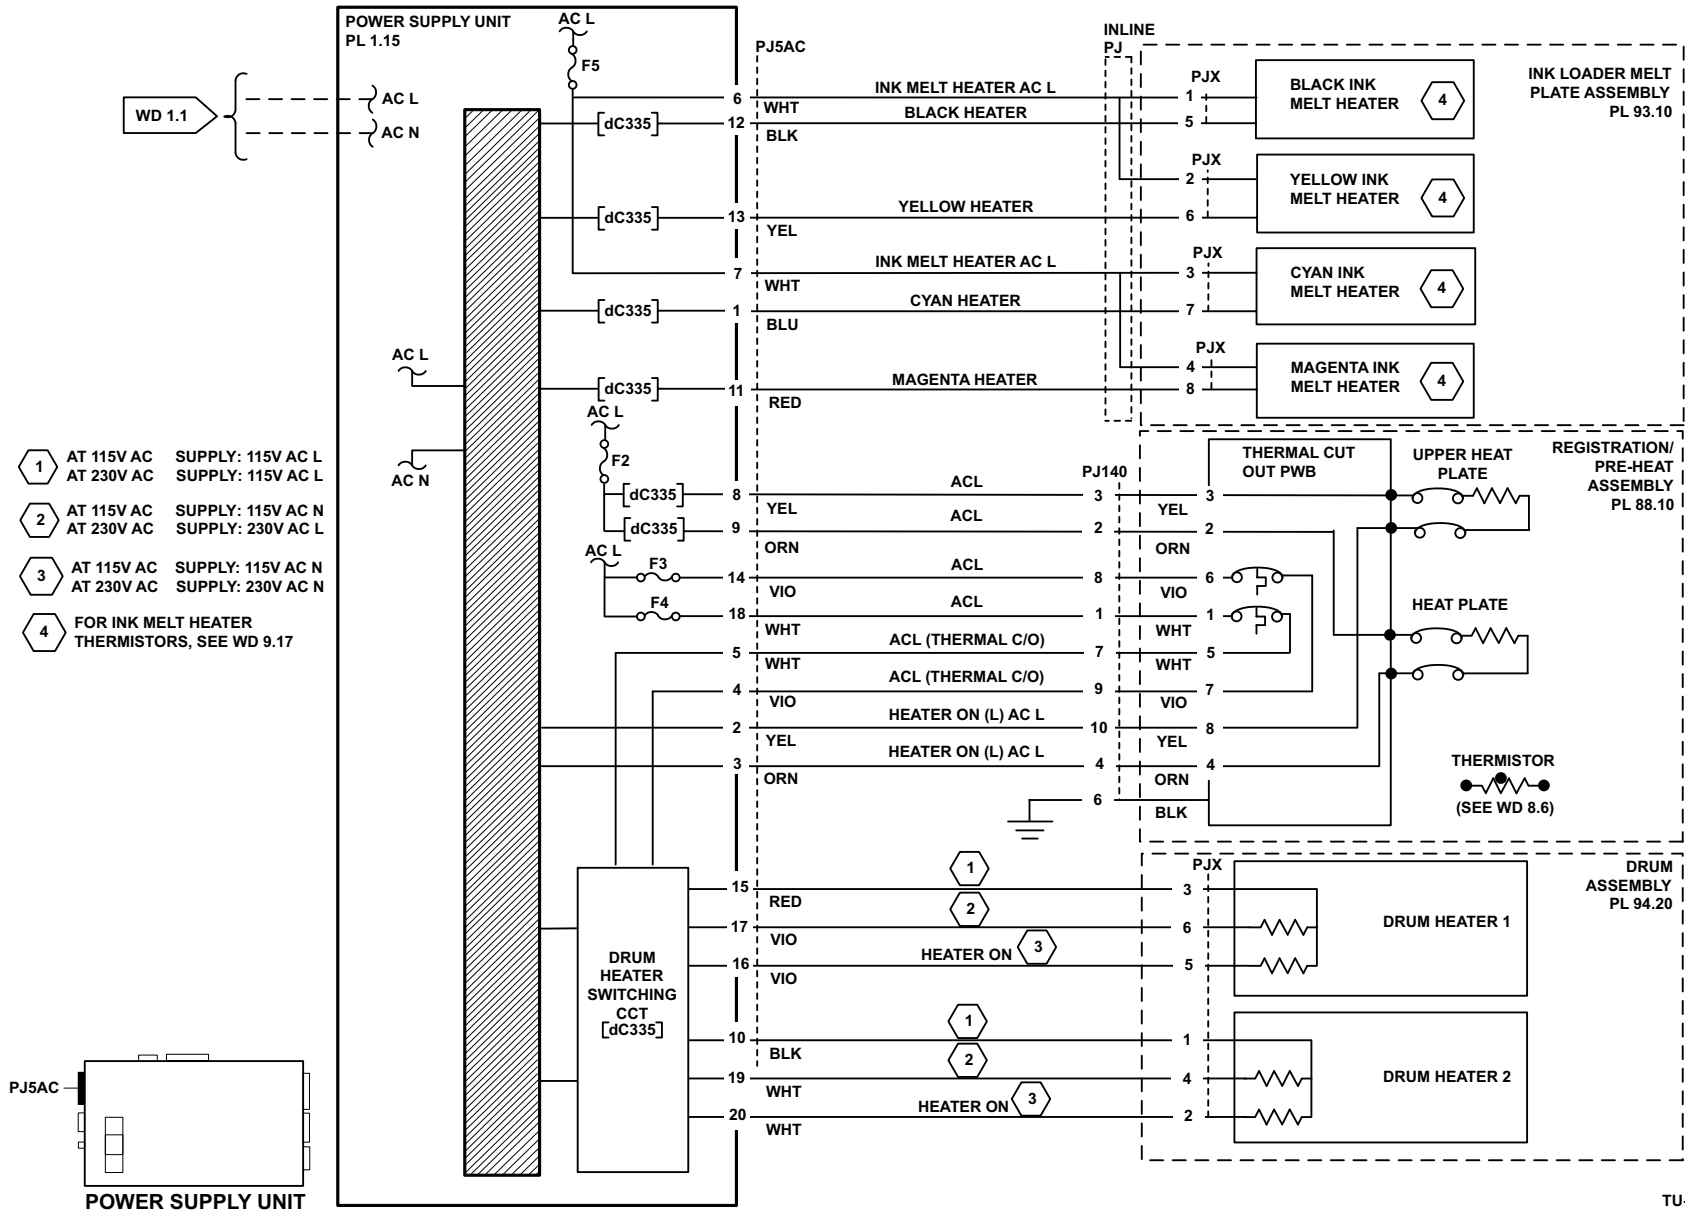 POWER SUPPLY UNIT
PL 1.15
AC L
F5
PJ5AC
INLINE
PJ
INK LOADER MELT
PLATE ASSEMBLY
PL 93.10
WD 1.1
AC L
AC N
6
WHT
INK MELT HEATER AC L
PJX
1
BLACK INK
MELT HEATER
4
[dC335]
12
BLK
BLACK HEATER
5
PJX
2
YELLOW INK
MELT HEATER
4
[dC335]
13
YEL
YELLOW HEATER
6
7
WHT
INK MELT HEATER AC L
PJX
3
CYAN INK
MELT HEATER
4
[dC335]
1
BLU
CYAN HEATER
7
AC L
PJX
4
MAGENTA INK
MELT HEATER
4
[dC335]
11
RED
MAGENTA HEATER
8
AC N
1
AT 115V AC SUPPLY: 115V AC L
AT 230V AC SUPPLY: 115V AC L
2
AT 115V AC SUPPLY: 115V AC N
AT 230V AC SUPPLY: 230V AC L
3
AT 115V AC SUPPLY: 115V AC N
AT 230V AC SUPPLY: 230V AC N
4
FOR INK MELT HEATER
THERMISTORS, SEE WD 9.17
AC L
F2
PJ140
THERMAL CUT
OUT PWB
UPPER HEAT
PLATE
REGISTRATION/
PRE-HEAT
ASSEMBLY
PL 88.10
[dC335]
8
YEL
ACL
3
YEL
3
[dC335]
9
ORN
ACL
2
ORN
2
AC L
F3
14
VIO
ACL
8
VIO
6
F4
18
WHT
ACL
1
WHT
1
HEAT PLATE
5
WHT
ACL (THERMAL C/O)
7
WHT
5
4
VIO
ACL (THERMAL C/O)
9
VIO
7
2
YEL
HEATER ON (L) AC L
10
YEL
8
3
ORN
HEATER ON (L) AC L
4
ORN
4
6
BLK
THERMISTOR
(SEE WD 8.6)
DRUM
HEATER
SWITCHING
CCT
[dC335]
PJX
DRUM
ASSEMBLY
PL 94.20
15
RED
1
3
17
VIO
2
6
DRUM HEATER 1
16
VIO
HEATER ON
3
5
10
BLK
1
1
19
WHT
2
4
DRUM HEATER 2
20
WHT
HEATER ON
3
2
PJ5AC
POWER SUPPLY UNIT
TU-